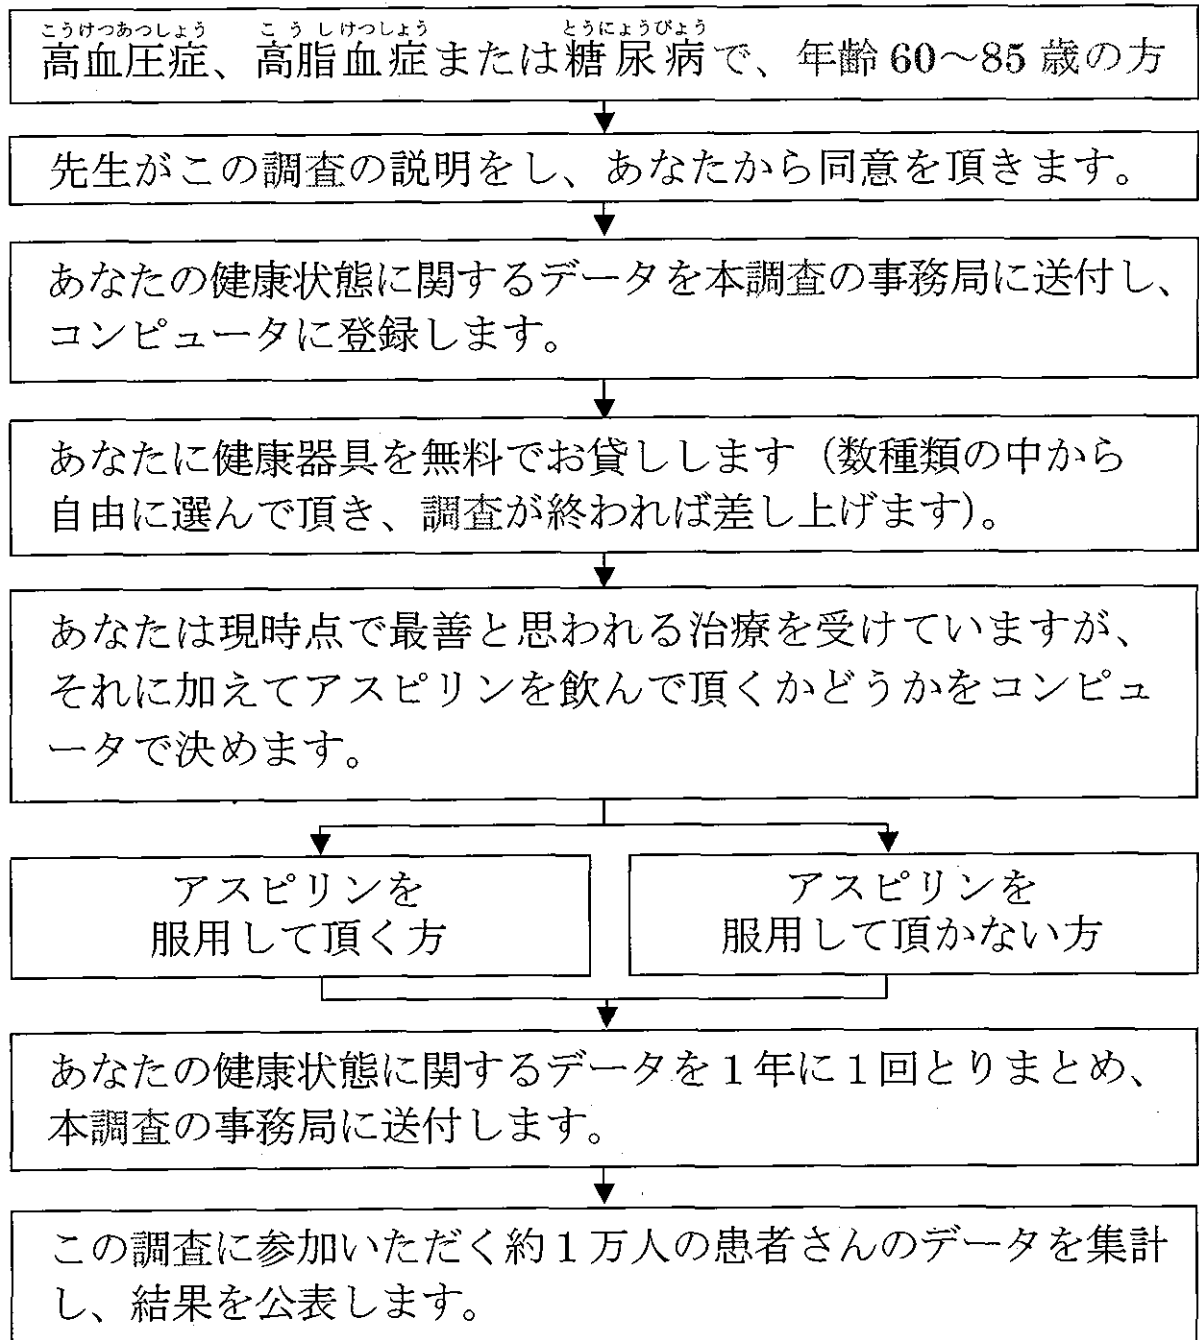 こうけつあつしょう こうしけつしょう とうにょうびょう
高血圧症、高脂血症または糖尿病で、年齢 60～85 歳の方
先生がこの調査の説明をし、あなたから同意を頂きます。
あなたの健康状態に関するデータを本調査の事務局に送付し、
コンピュータに登録します。
あなたに健康器具を無料でお貸しします（数種類の中から
自由に選んで頂き、調査が終われば差し上げます）。
あなたは現時点で最善と思われる治療を受けていますが、
それに加えてアスピリンを飲んで頂くかどうかをコンピュ
ータで決めます。
アスピリンを
服用して頂く方
アスピリンを
服用して頂かない方
あなたの健康状態に関するデータを１年に１回とりまとめ、
本調査の事務局に送付します。
この調査に参加いただく約１万人の患者さんのデータを集計
し、結果を公表します。